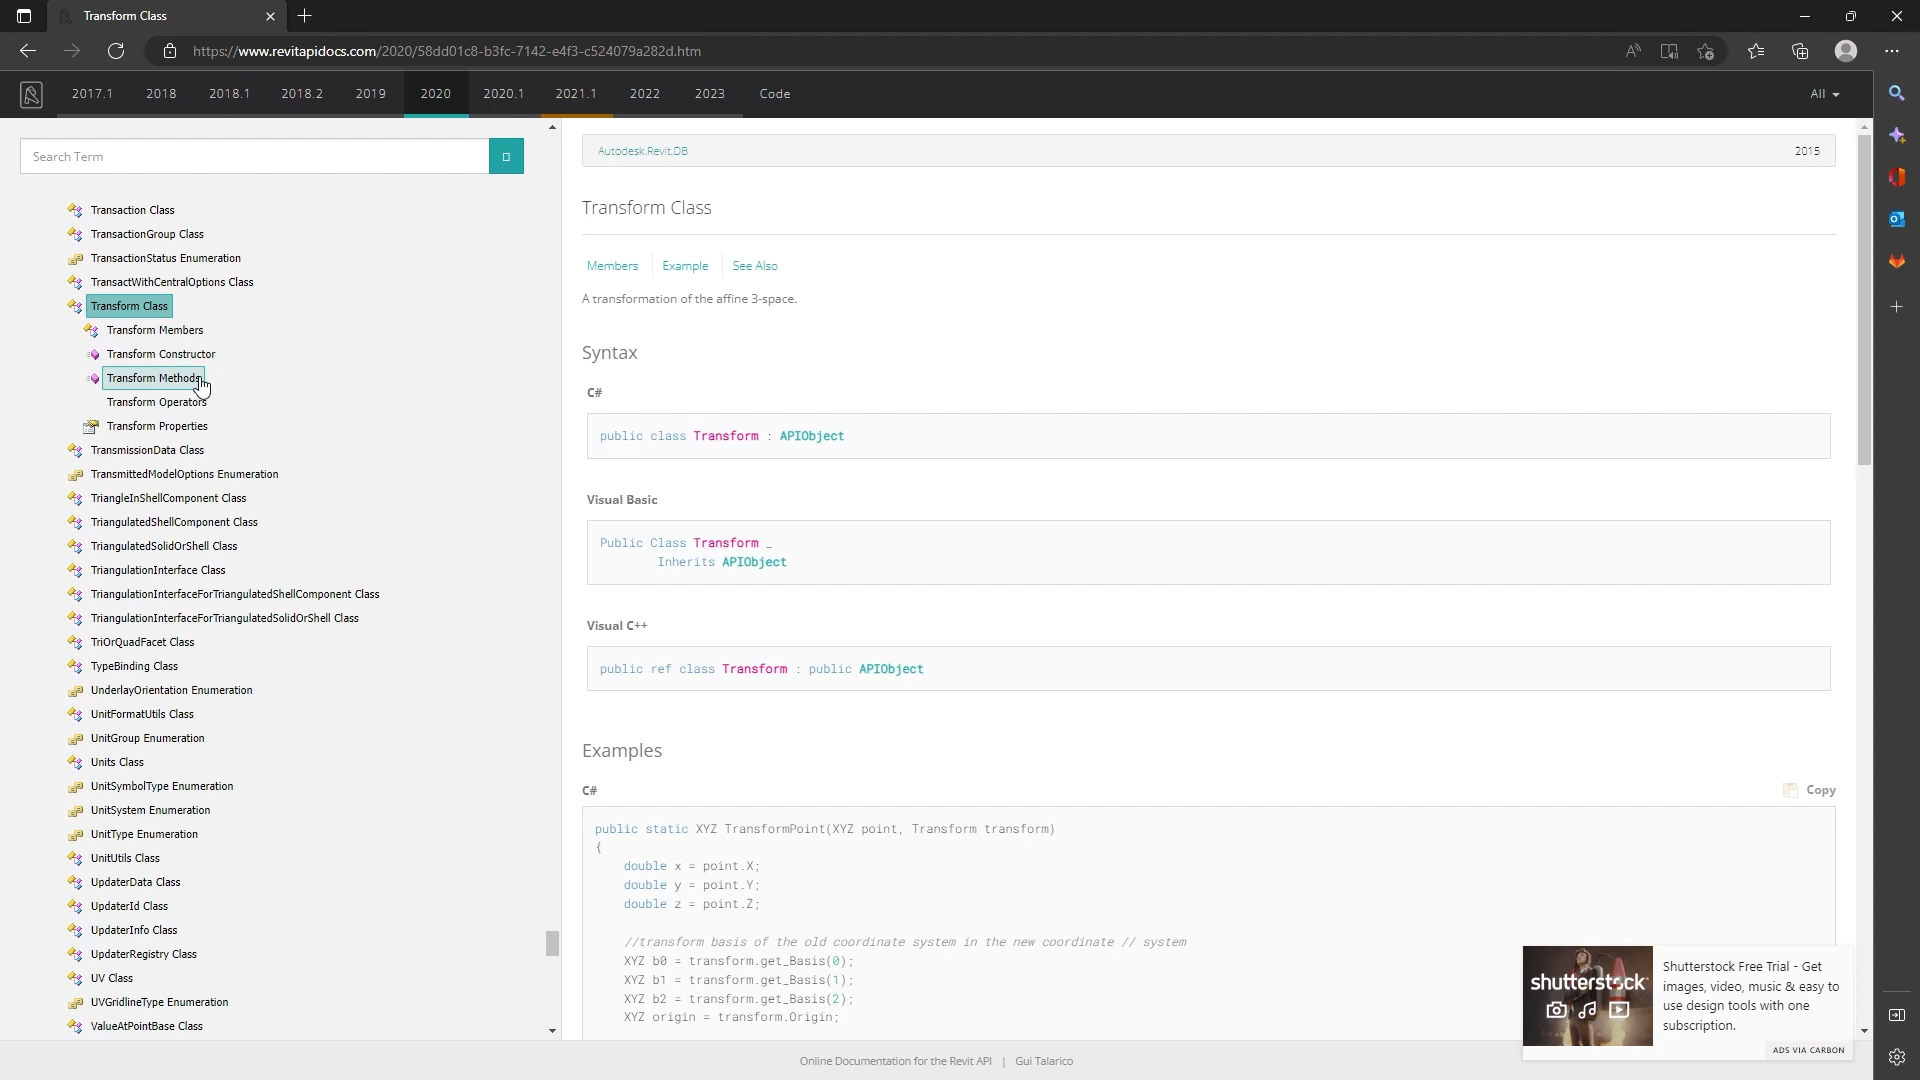 Transform Class
https://www.revitapidocs.com/2020/58dd01c8-b3fc-7142-e4f3-c524079a282d.htm
2017.1 2018 2018.1 2018.2 2019 2020 2020.1 2021.1 2022 2023 Code All
Search Term
Transaction Class
TransactionGroup Class
TransactionStatus Enumeration
TransactWithCentralOptions Class
Transform Class
Transform Members
Transform Constructor
Transform Methods
Transform Operators
Transform Properties
TransmissionData Class
TransmittedModelOptions Enumeration
TriangleInShellComponent Class
TriangulatedShellComponent Class
TriangulatedSolidOrShell Class
TriangulationInterface Class
TriangulationInterfaceForTriangulatedShellComponent Class
TriangulationInterfaceForTriangulatedSolidOrShell Class
TriOrQuadFacet Class
TypeBinding Class
UnderlayOrientation Enumeration
UnitFormatUtils Class
UnitGroup Enumeration
Units Class
UnitSymbolType Enumeration
UnitSystem Enumeration
UnitType Enumeration
UnitUtils Class
UpdaterData Class
UpdaterId Class
UpdaterInfo Class
UpdaterRegistry Class
UV Class
UVGridlineType Enumeration
ValueAtPointBase Class
Autodesk.Revit.DB 2015
Transform Class
Members Example See Also
A transformation of the affine 3-space.
Syntax
C#
public class Transform : APIObject
Visual Basic
Public Class Transform _
Inherits APIObject
Visual C++
public ref class Transform : public APIObject
Examples
C# Copy
public static XYZ TransformPoint(XYZ point, Transform transform)
{
double x = point.X;
double y = point.Y;
double z = point.Z;
//transform basis of the old coordinate system in the new coordinate // system
XYZ b0 = transform.get_Basis(0);
XYZ b1 = transform.get_Basis(1);
XYZ b2 = transform.get_Basis(2);
XYZ origin = transform.Origin;
shutterstock
Shutterstock Free Trial - Get
images, video, music & easy to
use design tools with one
subscription.
ADS VIA CARBON
Online Documentation for the Revit API | Gui Talarico